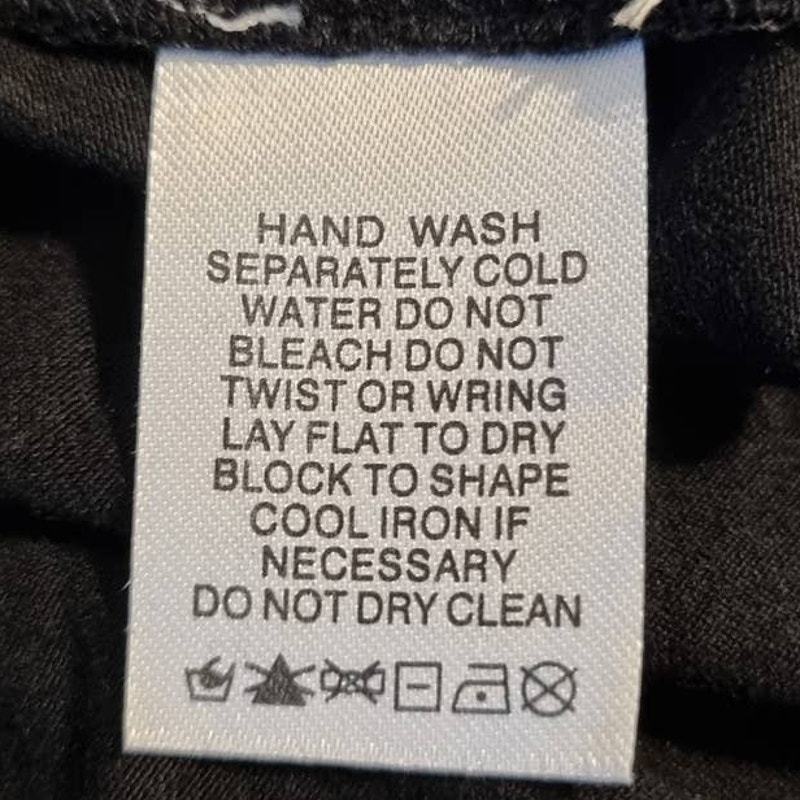 HAND WASH
SEPARATELY COLD
WATER DO NOT
BLEACH DO NOT
TWIST OR WRING
LAY FLAT TO DRY
BLOCK TO SHAPE
COOL IRON IF
NECESSARY
DO NOT DRY CLEAN